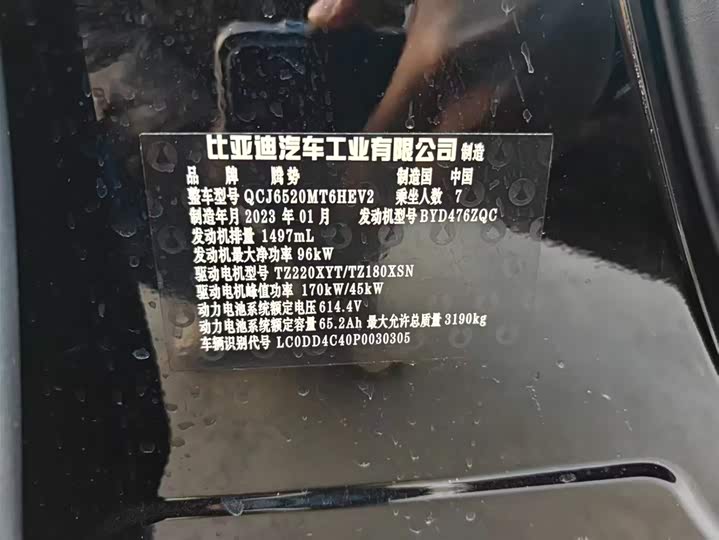 比亚迪汽车工业有限公司 制造
品 牌 腾势 制造国 中国
整车型号 QCJ6520MT6HEV2 乘坐人数 7
制造年月 2023 年 01 月 发动机型号 BYD476ZQC
发动机排量 1497mL
发动机最大净功率 96kW
驱动电机型号 TZ220XYT/TZ180XSN
驱动电机峰值功率 170kW/45kW
动力电池系统额定电压 614.4V
动力电池系统额定容量 65.2Ah 最大允许总质量 3190kg
车辆识别代号 LC0DD4C40P0030305